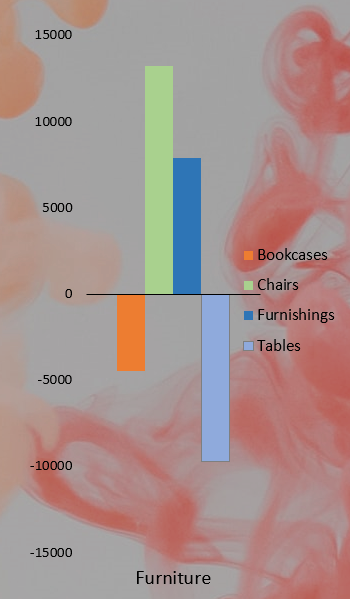 15000
10000
5000
0
-5000
-10000
-15000
Bookcases
Chairs
Furnishings
Tables
Furniture